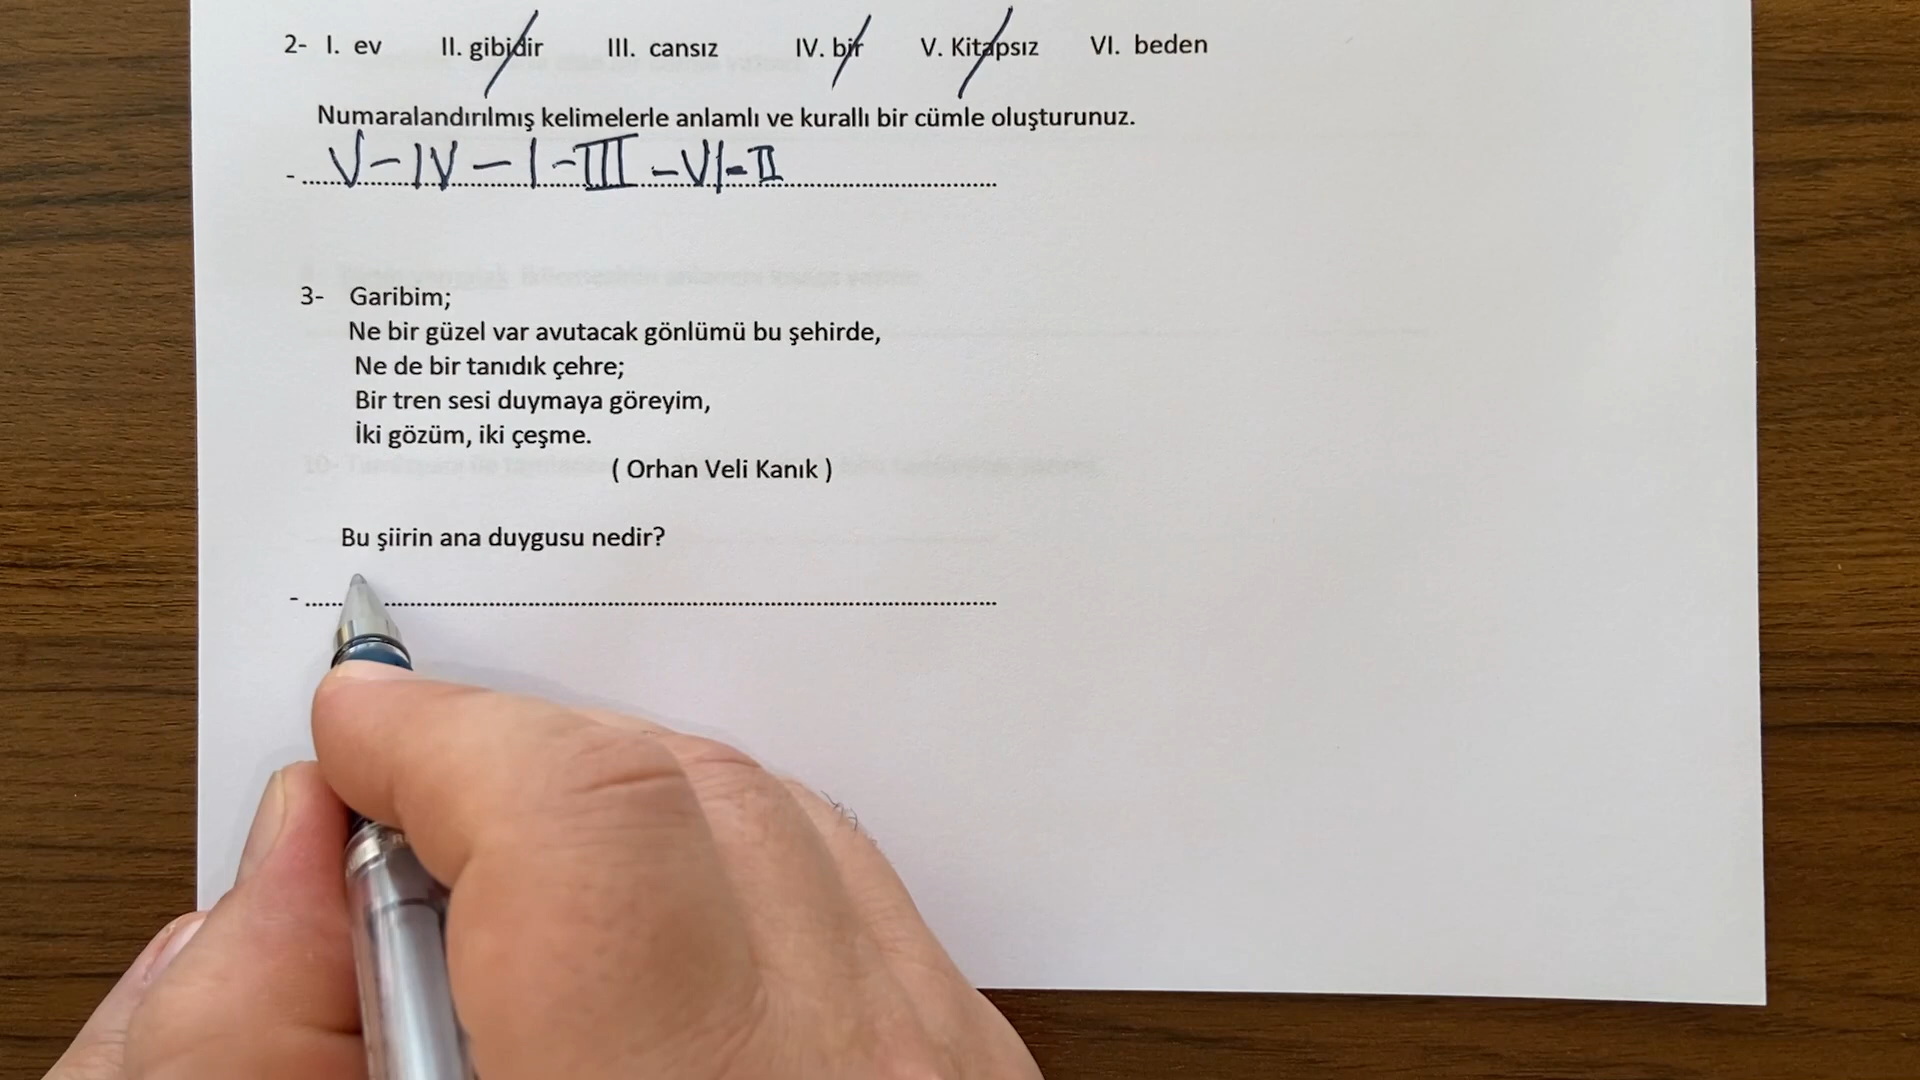 2- I. ev II. gibidir III. cansız IV. bir V. Kitapsız VI. beden
Numaralandırılmış kelimelerle anlamlı ve kurallı bir cümle oluşturunuz.
- V - IV - I - III - VI - II
3- Garibim;
Ne bir güzel var avutacak gönlümü bu şehirde,
Ne de bir tanıdık çehre;
Bir tren sesi duymaya göreyim,
İki gözüm, iki çeşme.
( Orhan Veli Kanık )
Bu şiirin ana duygusu nedir?
- ....................